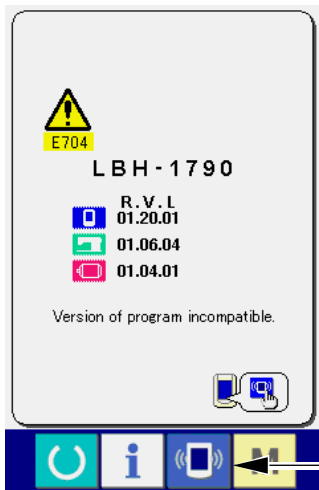 E704
LBH-1790
R.V.L
01.20.01
01.06.04
01.04.01
Version of program incompatible.
i
M